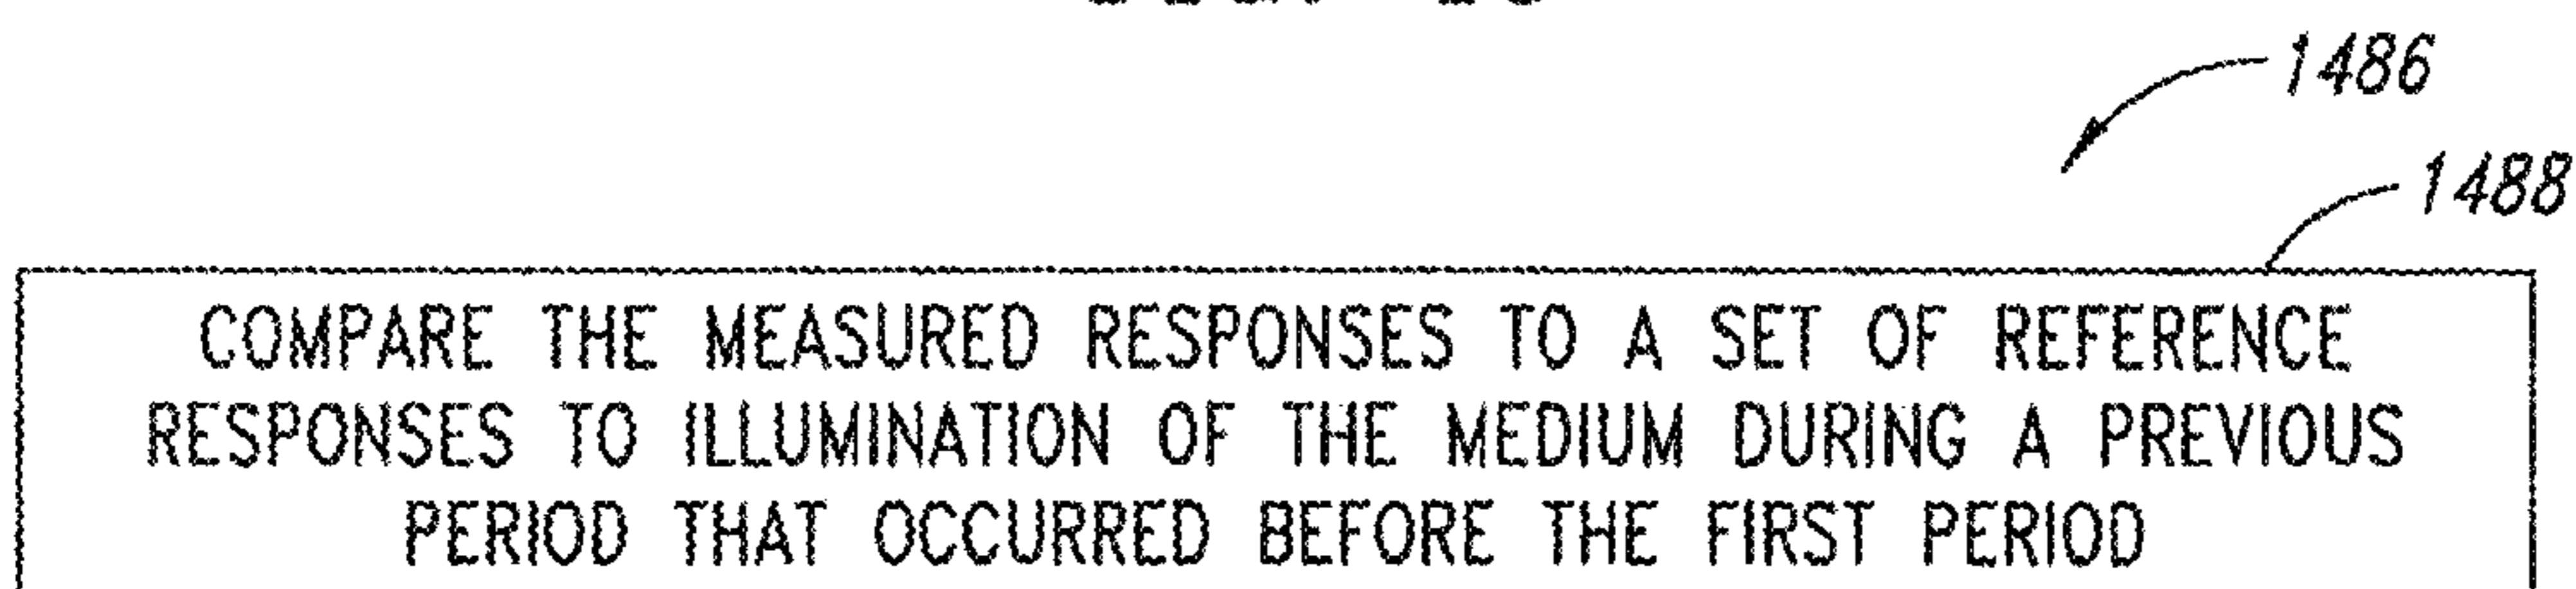 1486
1488
COMPARE THE MEASURED RESPONSES TO A SET OF REFERENCE
RESPONSES TO ILLUMINATION OF THE MEDIUM DURING A PREVIOUS
PERIOD THAT OCCURRED BEFORE THE FIRST PERIOD